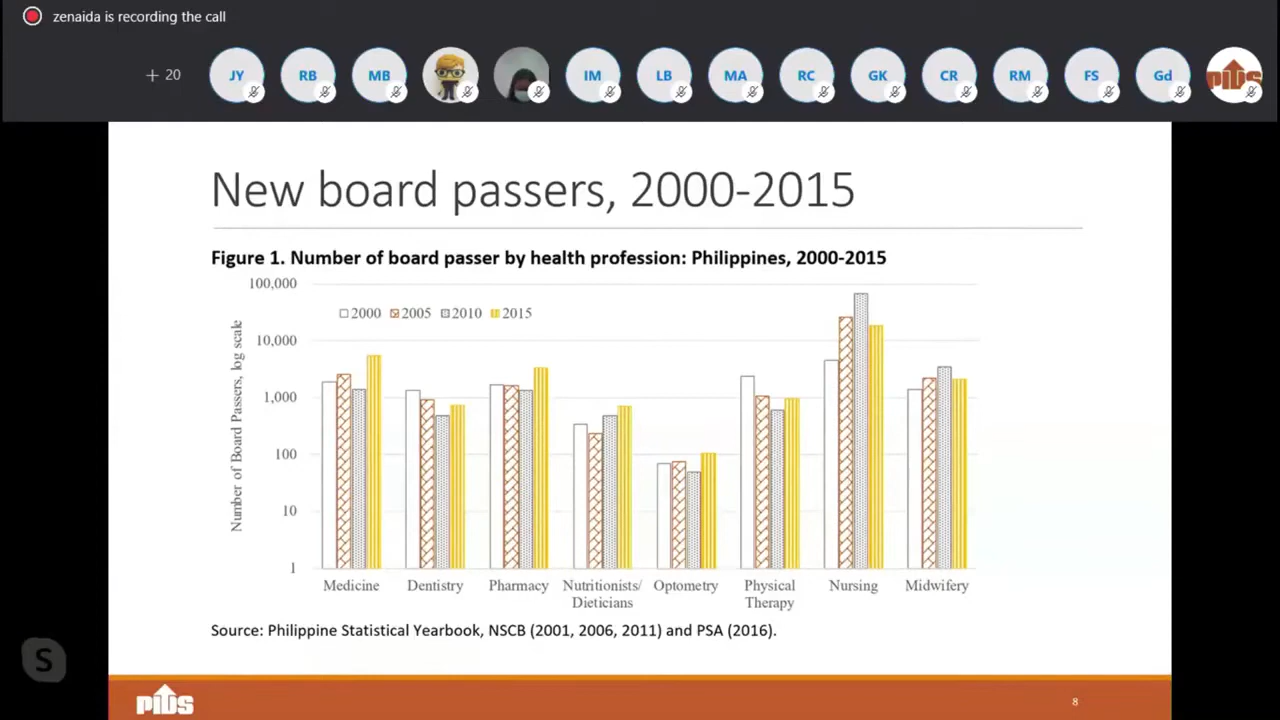 zenaida is recording the call
+ 20
JY RB MB IM LB MA RC GK CR RM FS Gd PIDS
New board passers, 2000-2015
Figure 1. Number of board passer by health profession: Philippines, 2000-2015
Number of Board Passers, log scale
100,000
10,000
1,000
100
10
1
2000 2005 2010 2015
Medicine Dentistry Pharmacy Nutritionists/ Optometry Physical Nursing Midwifery
Dieticians Therapy
Source: Philippine Statistical Yearbook, NSCB (2001, 2006, 2011) and PSA (2016).
S
PIDS
8